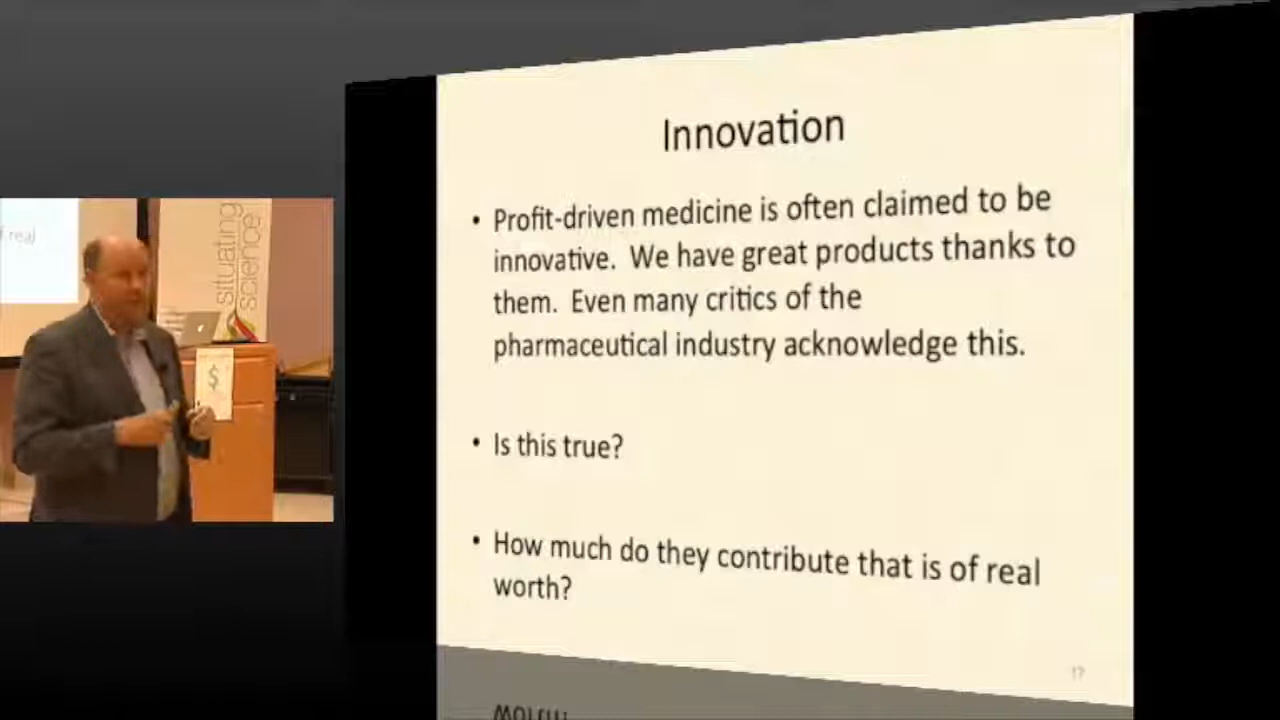 f real
situating
science
$
Innovation
• Profit-driven medicine is often claimed to be
innovative. We have great products thanks to
them. Even many critics of the
pharmaceutical industry acknowledge this.
• Is this true?
• How much do they contribute that is of real
worth?
17